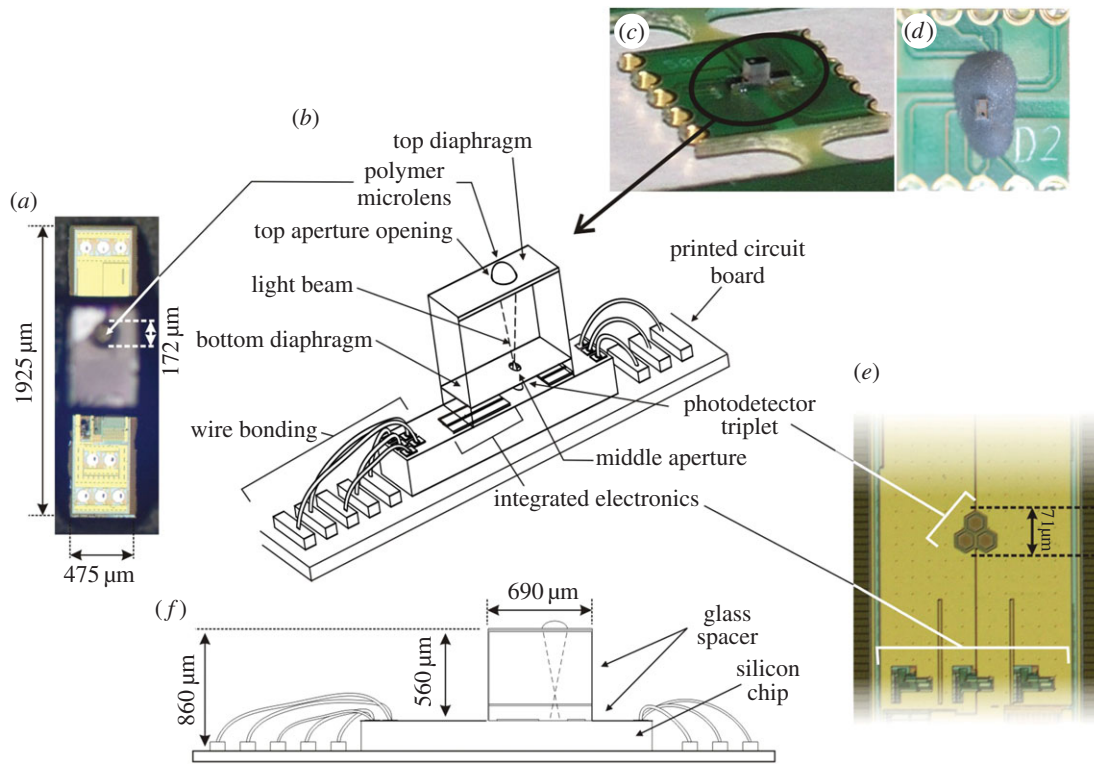 (c)
(d)
D2
(b)
top diaphragm
polymer
microlens
(a)
top aperture opening
printed circuit
board
light beam
172 µm
bottom diaphragm
1925 µm
(e)
photodetector
triplet
wire bonding
middle aperture
integrated electronics
71µm
475 µm
690 µm
(f)
glass
spacer
560 µm
860 µm
silicon
chip